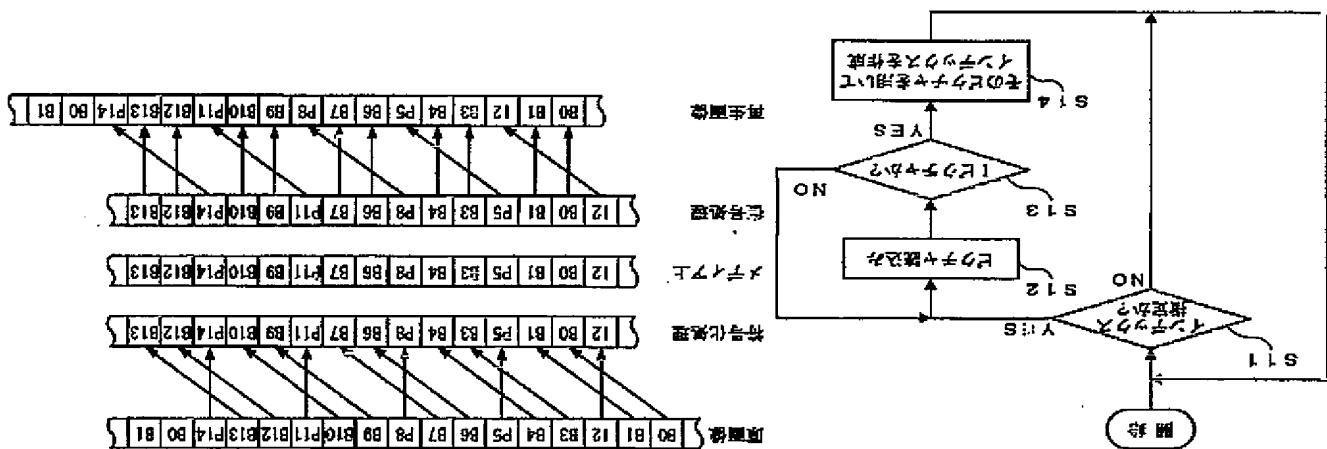 開始
S11
インデックス
指定か?
YES
NO
S12
ピクチャ読込み
S13
Iピクチャか?
NO
YES
S14
そのピクチャを用いて
インデックスを作成
原画像 B0 B1 I2 B3 B4 P5 B6 B7 P8 B9 B10 P11 B12 B13 P14 B0 B1
符号化処理 I2 B0 B1 P5 B3 B4 P8 B6 B7 P11 B9 B10 P14 B12 B13
メディア上 I2 B0 B1 P5 B3 B4 P8 B6 B7 P11 B9 B10 P14 B12 B13
復号処理 I2 B0 B1 P5 B3 B4 P8 B6 B7 P11 B9 B10 P14 B12 B13
再生画像 B0 B1 I2 B3 B4 P5 B6 B7 P8 B9 B10 P11 B12 B13 P14 B0 B1